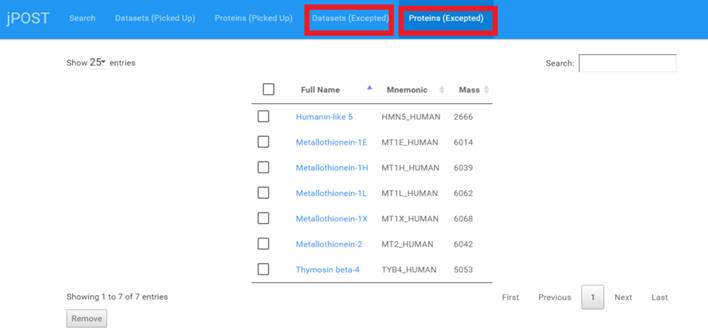 jPOST Search Datasets (Picked Up) Proteins (Picked Up) Datasets (Excepted) Proteins (Excepted)
Show 25 entries Search:
Full Name Mnemonic Mass
Humanin-like 5 HMN5_HUMAN 2666
Metallothionein-1E MT1E_HUMAN 6014
Metallothionein-1H MT1H_HUMAN 6039
Metallothionein-1L MT1L_HUMAN 6062
Metallothionein-1X MT1X_HUMAN 6068
Metallothionein-2 MT2_HUMAN 6042
Thymosin beta-4 TYB4_HUMAN 5053
Showing 1 to 7 of 7 entries First Previous 1 Next Last
Remove